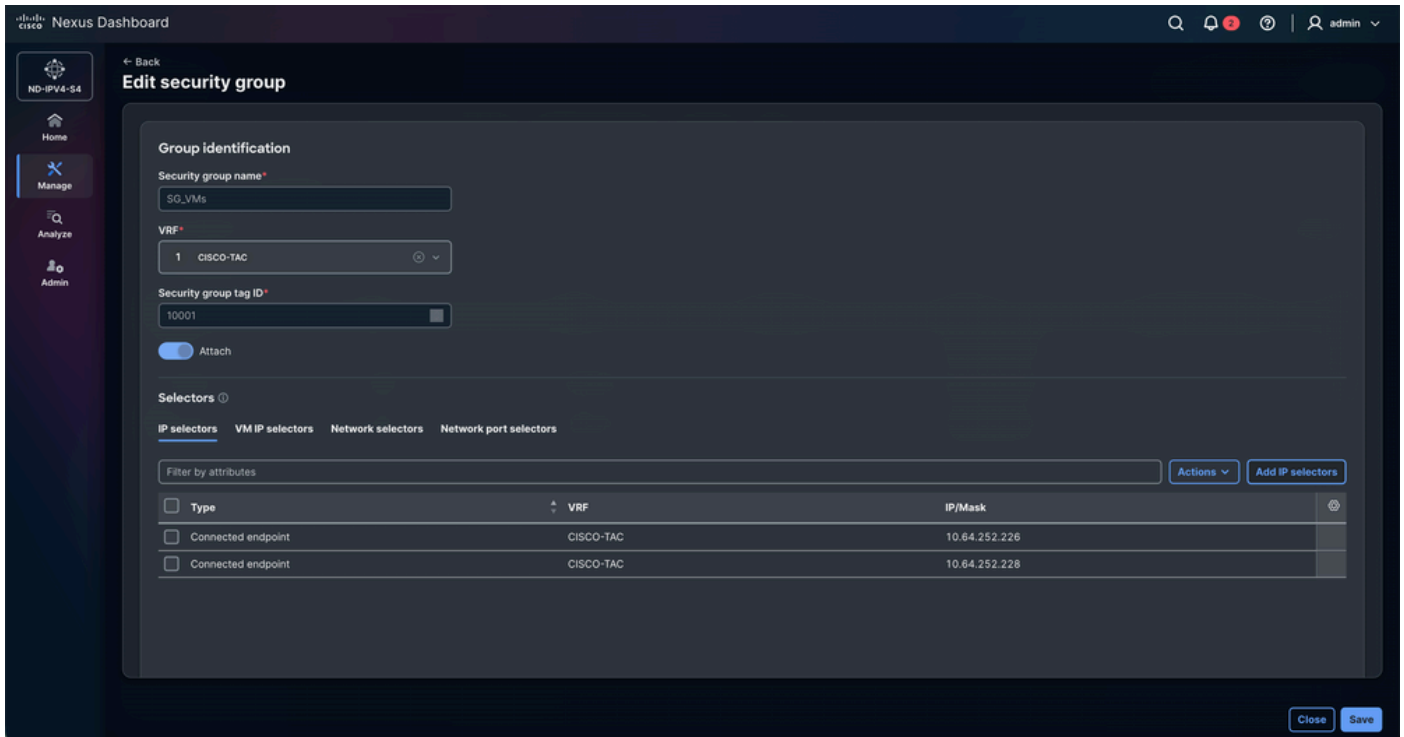 cisco Nexus Dashboard
2
admin
ND-IPV4-S4
Home
Manage
Analyze
Admin
← Back
Edit security group
Group identification
Security group name*
SG_VMs
VRF*
1 CISCO-TAC
Security group tag ID*
10001
Attach
Selectors
IP selectors VM IP selectors Network selectors Network port selectors
Filter by attributes
Actions
Add IP selectors
Type VRF IP/Mask
Connected endpoint CISCO-TAC 10.64.252.226
Connected endpoint CISCO-TAC 10.64.252.228
Close Save